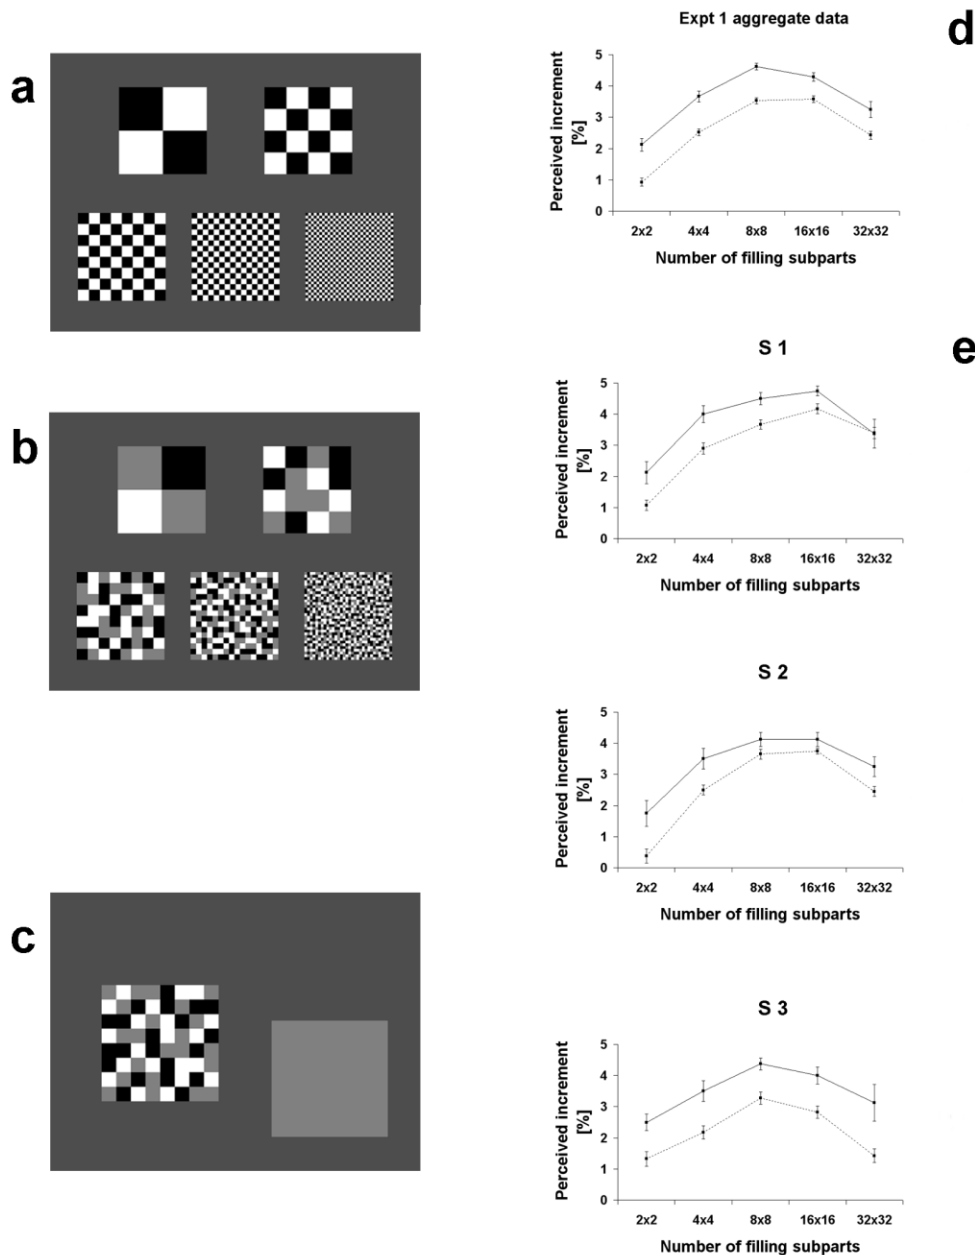 a
b
c
d
Expt 1 aggregate data
Perceived increment
[%]
5
4
3
2
1
0
2x2 4x4 8x8 16x16 32x32
Number of filling subparts
e
S 1
Perceived increment
[%]
5
4
3
2
1
0
2x2 4x4 8x8 16x16 32x32
Number of filling subparts
S 2
Perceived increment
[%]
5
4
3
2
1
0
2x2 4x4 8x8 16x16 32x32
Number of filling subparts
S 3
Perceived increment
[%]
5
4
3
2
1
0
2x2 4x4 8x8 16x16 32x32
Number of filling subparts